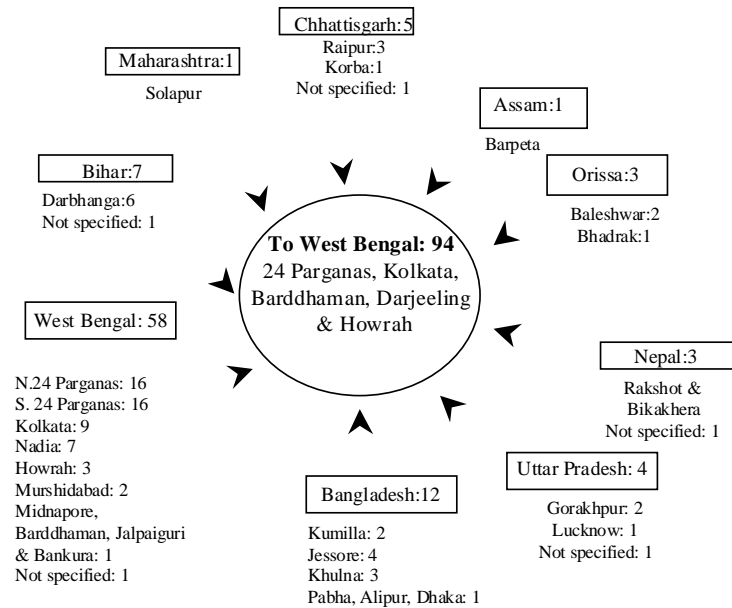 Chhattisgarh:5
Raipur:3
Korba:1
Not specified: 1
Maharashtra:1
Solapur
Assam:1
Barpeta
Bihar:7
Darbhanga:6
Not specified: 1
Orissa:3
Baleshwar:2
Bhadrak:1
To West Bengal: 94
24 Parganas, Kolkata,
Barddhaman, Darjeeling
& Howrah
West Bengal: 58
N.24 Parganas: 16
S. 24 Parganas: 16
Kolkata: 9
Nadia: 7
Howrah: 3
Murshidabad: 2
Midnapore,
Barddhaman, Jalpaiguri
& Bankura: 1
Not specified: 1
Nepal:3
Rakshot &
Bikakhera
Not specified: 1
Uttar Pradesh: 4
Gorakhpur: 2
Lucknow: 1
Not specified: 1
Bangladesh:12
Kumilla: 2
Jessore: 4
Khulna: 3
Pabha, Alipur, Dhaka: 1